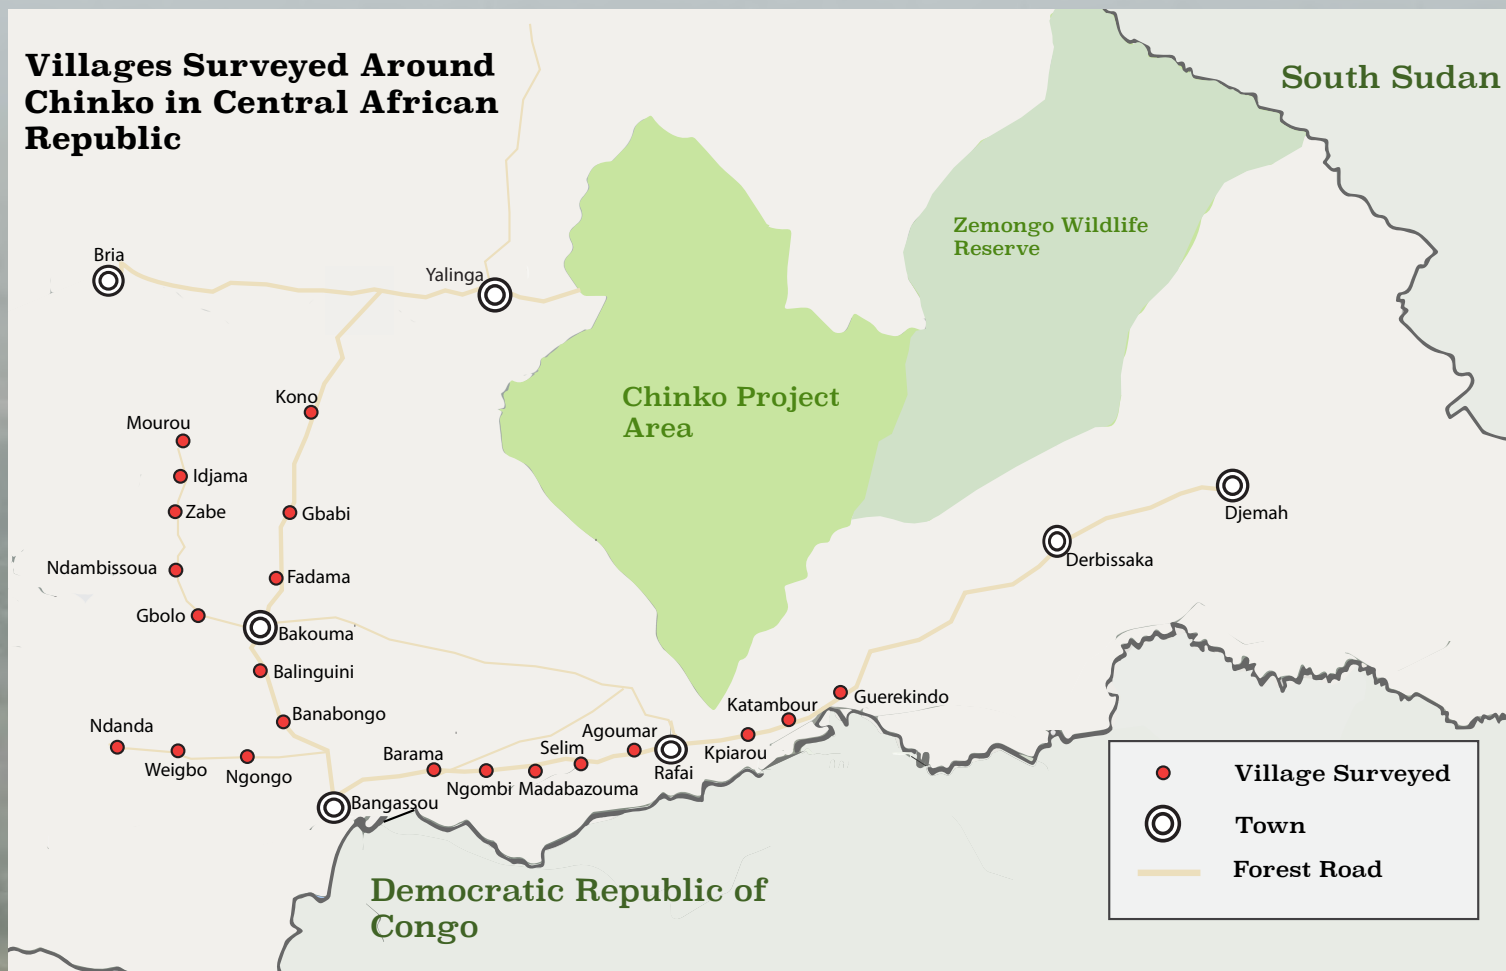 Villages Surveyed Around
Chinko in Central African
Republic
South Sudan
Zemongo Wildlife
Reserve
Bria
Yalinga
Chinko Project
Area
Kono
Mourou
Idjama
Zabe
Gbabi
Djemah
Derbissaka
Ndambissoua
Fadama
Gbolo
Bakouma
Balinguini
Guerekindo
Katambour
Banabongo
Ndanda
Agoumar
Selim
Kpiarou
Barama
Weigbo
Ngongo
Rafai
Ngombi
Madabazouma
Bangassou
Village Surveyed
Town
Forest Road
Democratic Republic of
Congo